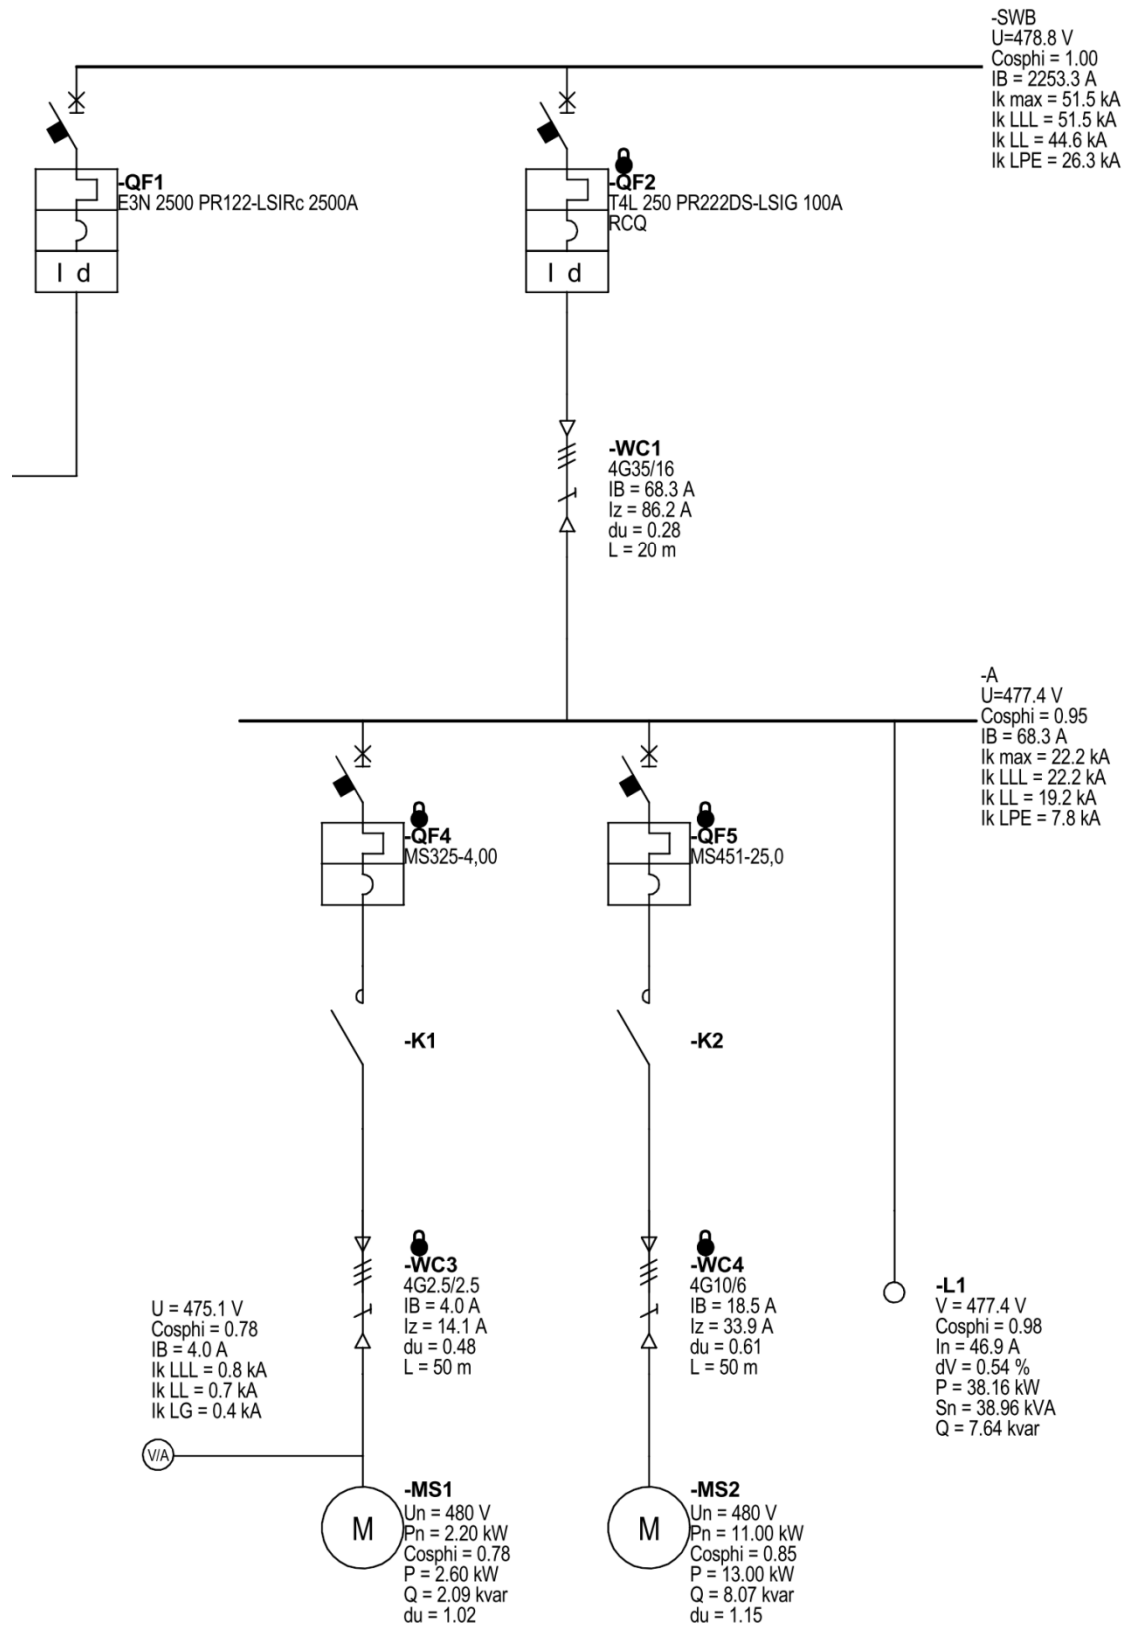 -SWB
U=478.8 V
Cosphi = 1.00
IB = 2253.3 A
Ik max = 51.5 kA
Ik LLL = 51.5 kA
Ik LL = 44.6 kA
Ik LPE = 26.3 kA
-QF1
E3N 2500 PR122-LSIRc 2500A
I d
-QF2
T4L 250 PR222DS-LSIG 100A
RCQ
I d
-WC1
4G35/16
IB = 68.3 A
Iz = 86.2 A
du = 0.28
L = 20 m
-A
U=477.4 V
Cosphi = 0.95
IB = 68.3 A
Ik max = 22.2 kA
Ik LLL = 22.2 kA
Ik LL = 19.2 kA
Ik LPE = 7.8 kA
-QF4
MS325-4,00
-QF5
MS451-25,0
-K1
-K2
-WC3
4G2.5/2.5
IB = 4.0 A
Iz = 14.1 A
du = 0.48
L = 50 m
-WC4
4G10/6
IB = 18.5 A
Iz = 33.9 A
du = 0.61
L = 50 m
-L1
V = 477.4 V
Cosphi = 0.98
In = 46.9 A
dV = 0.54 %
P = 38.16 kW
Sn = 38.96 kVA
Q = 7.64 kvar
U = 475.1 V
Cosphi = 0.78
IB = 4.0 A
Ik LLL = 0.8 kA
Ik LL = 0.7 kA
Ik LG = 0.4 kA
V/A
M
-MS1
Un = 480 V
Pn = 2.20 kW
Cosphi = 0.78
P = 2.60 kW
Q = 2.09 kvar
du = 1.02
M
-MS2
Un = 480 V
Pn = 11.00 kW
Cosphi = 0.85
P = 13.00 kW
Q = 8.07 kvar
du = 1.15